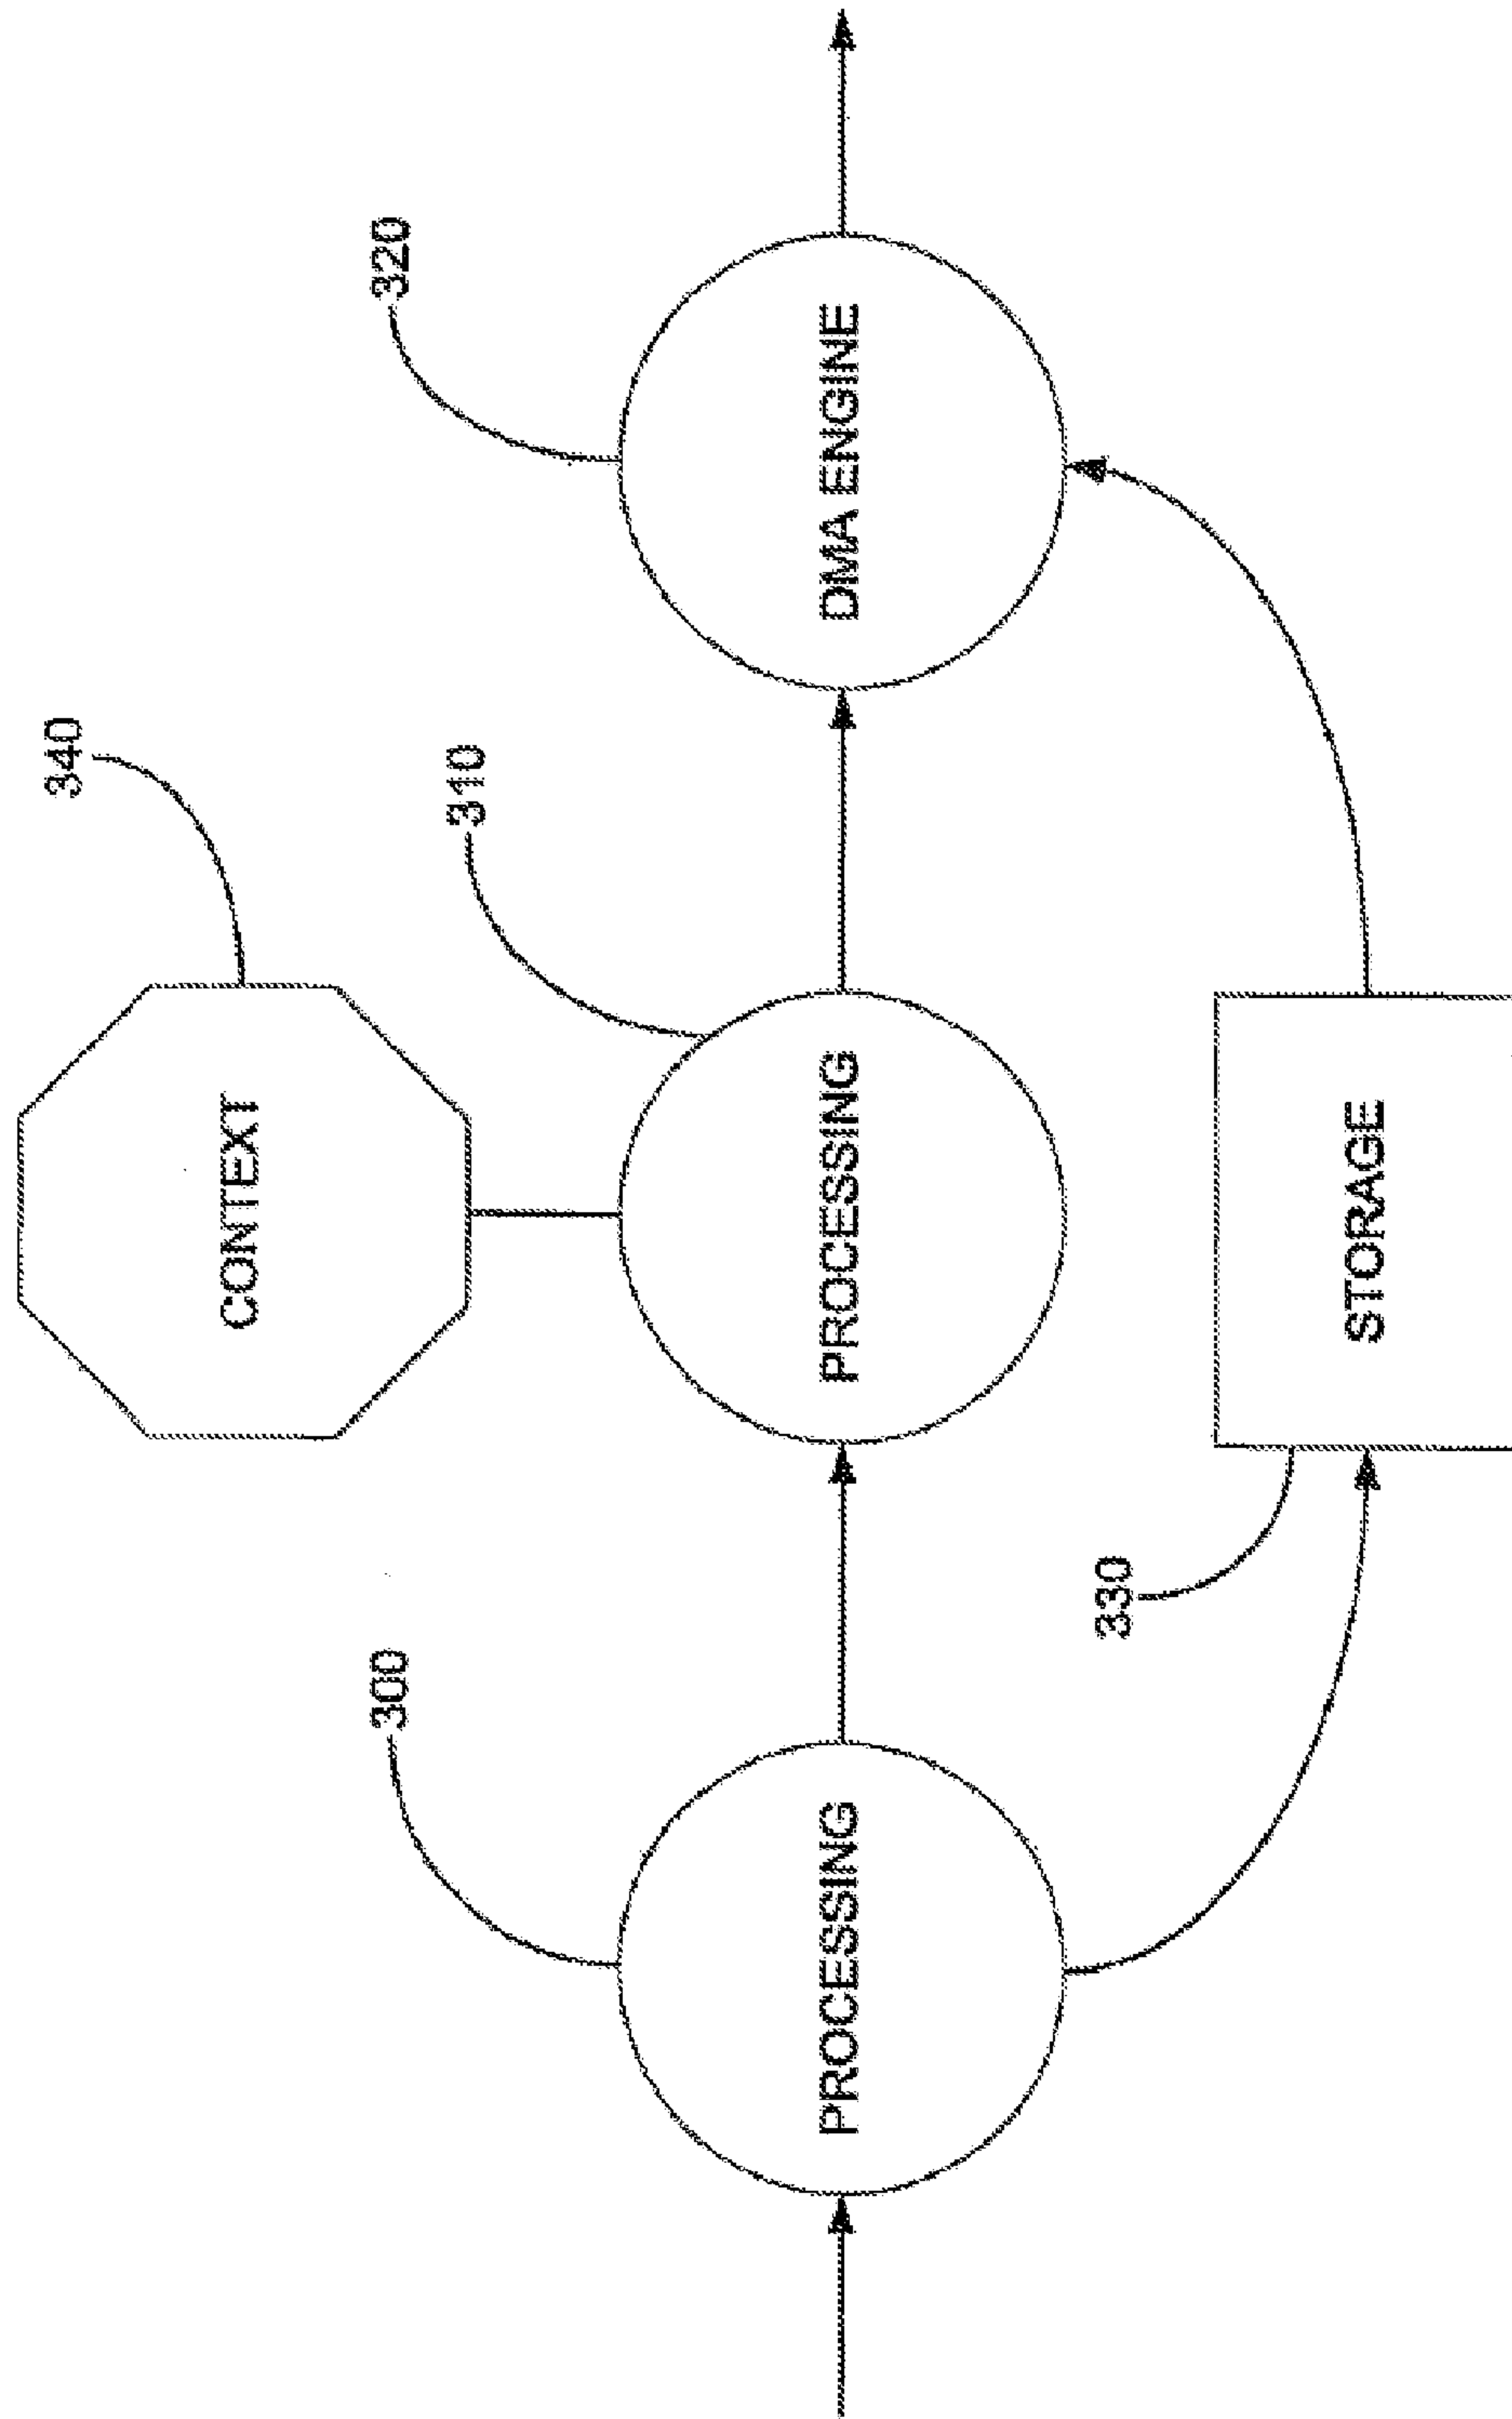 340
CONTEXT
320
310
300
PROCESSING
PROCESSING
DMA ENGINE
330
STORAGE